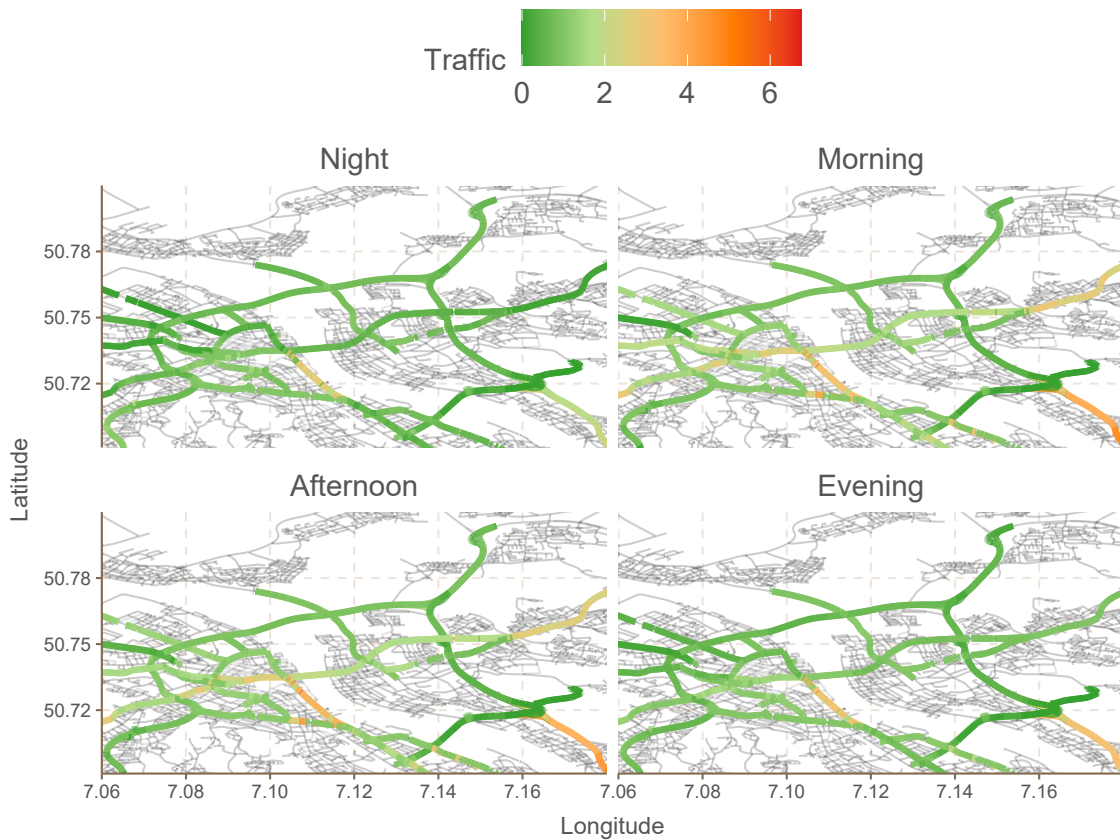 Traffic
0 2 4 6
Night Morning
50.78
50.75
50.72
Afternoon Evening
50.78
50.75
50.72
7.06 7.08 7.10 7.12 7.14 7.16 7.06 7.08 7.10 7.12 7.14 7.16
Latitude
Longitude